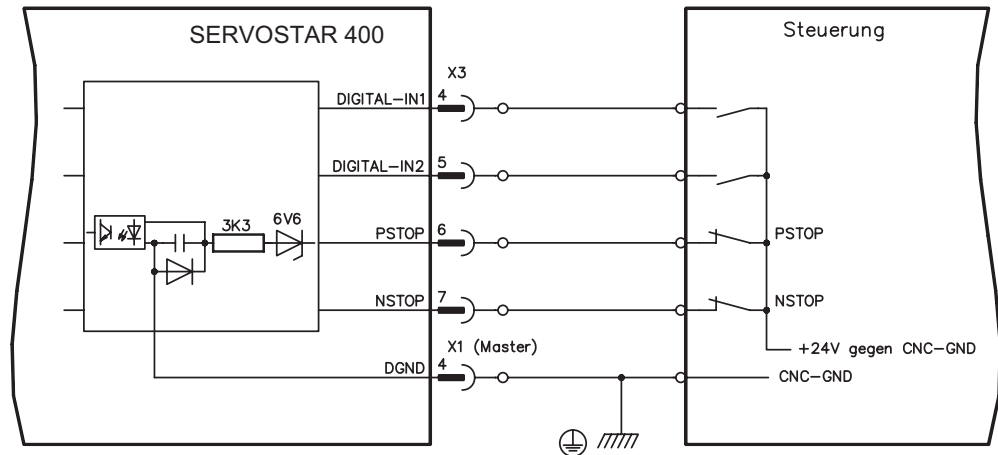 SERVOSTAR 400
Steuerung
X3
DIGITAL-IN1
4
DIGITAL-IN2
5
3K3
6V6
PSTOP
6
PSTOP
NSTOP
7
NSTOP
X1 (Master)
+24V gegen CNC-GND
DGND
4
CNC-GND